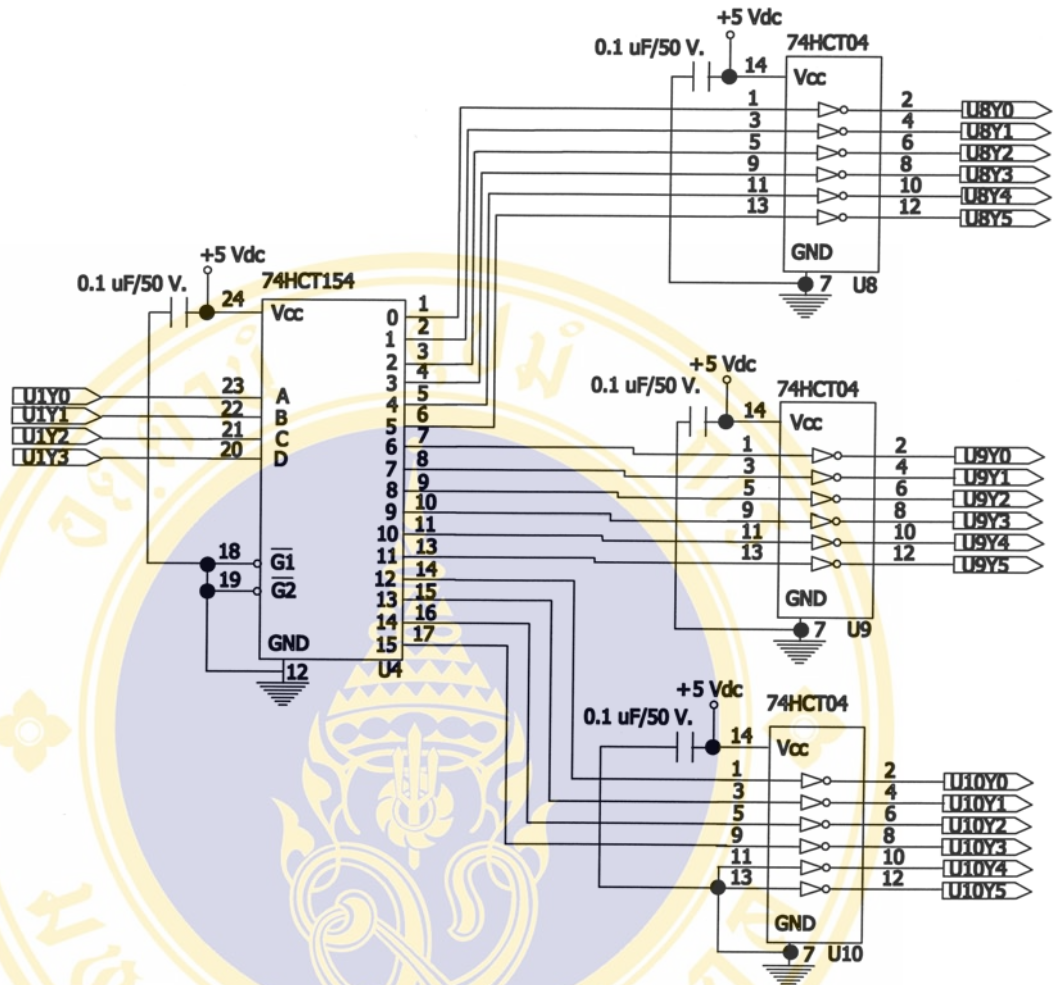 +5 Vdc
0.1 uF/50 V.
74HCT04
14
Vcc
1
2
U8Y0
3
4
U8Y1
5
6
U8Y2
9
8
U8Y3
11
10
U8Y4
13
12
U8Y5
GND
7
U8
+5 Vdc
0.1 uF/50 V.
74HCT154
24
Vcc
U1Y0
23
A
U1Y1
22
B
U1Y2
21
C
U1Y3
20
D
18
G1
19
G2
GND
12
U4
0
1
1
2
2
3
3
4
4
5
5
6
6
7
7
8
8
9
9
10
10
11
11
13
12
14
13
15
14
16
15
17
+5 Vdc
0.1 uF/50 V.
74HCT04
14
Vcc
1
2
U9Y0
3
4
U9Y1
5
6
U9Y2
9
8
U9Y3
11
10
U9Y4
13
12
U9Y5
GND
7
U9
+5 Vdc
0.1 uF/50 V.
74HCT04
14
Vcc
1
2
U10Y0
3
4
U10Y1
5
6
U10Y2
9
8
U10Y3
11
10
U10Y4
13
12
U10Y5
GND
7
U10